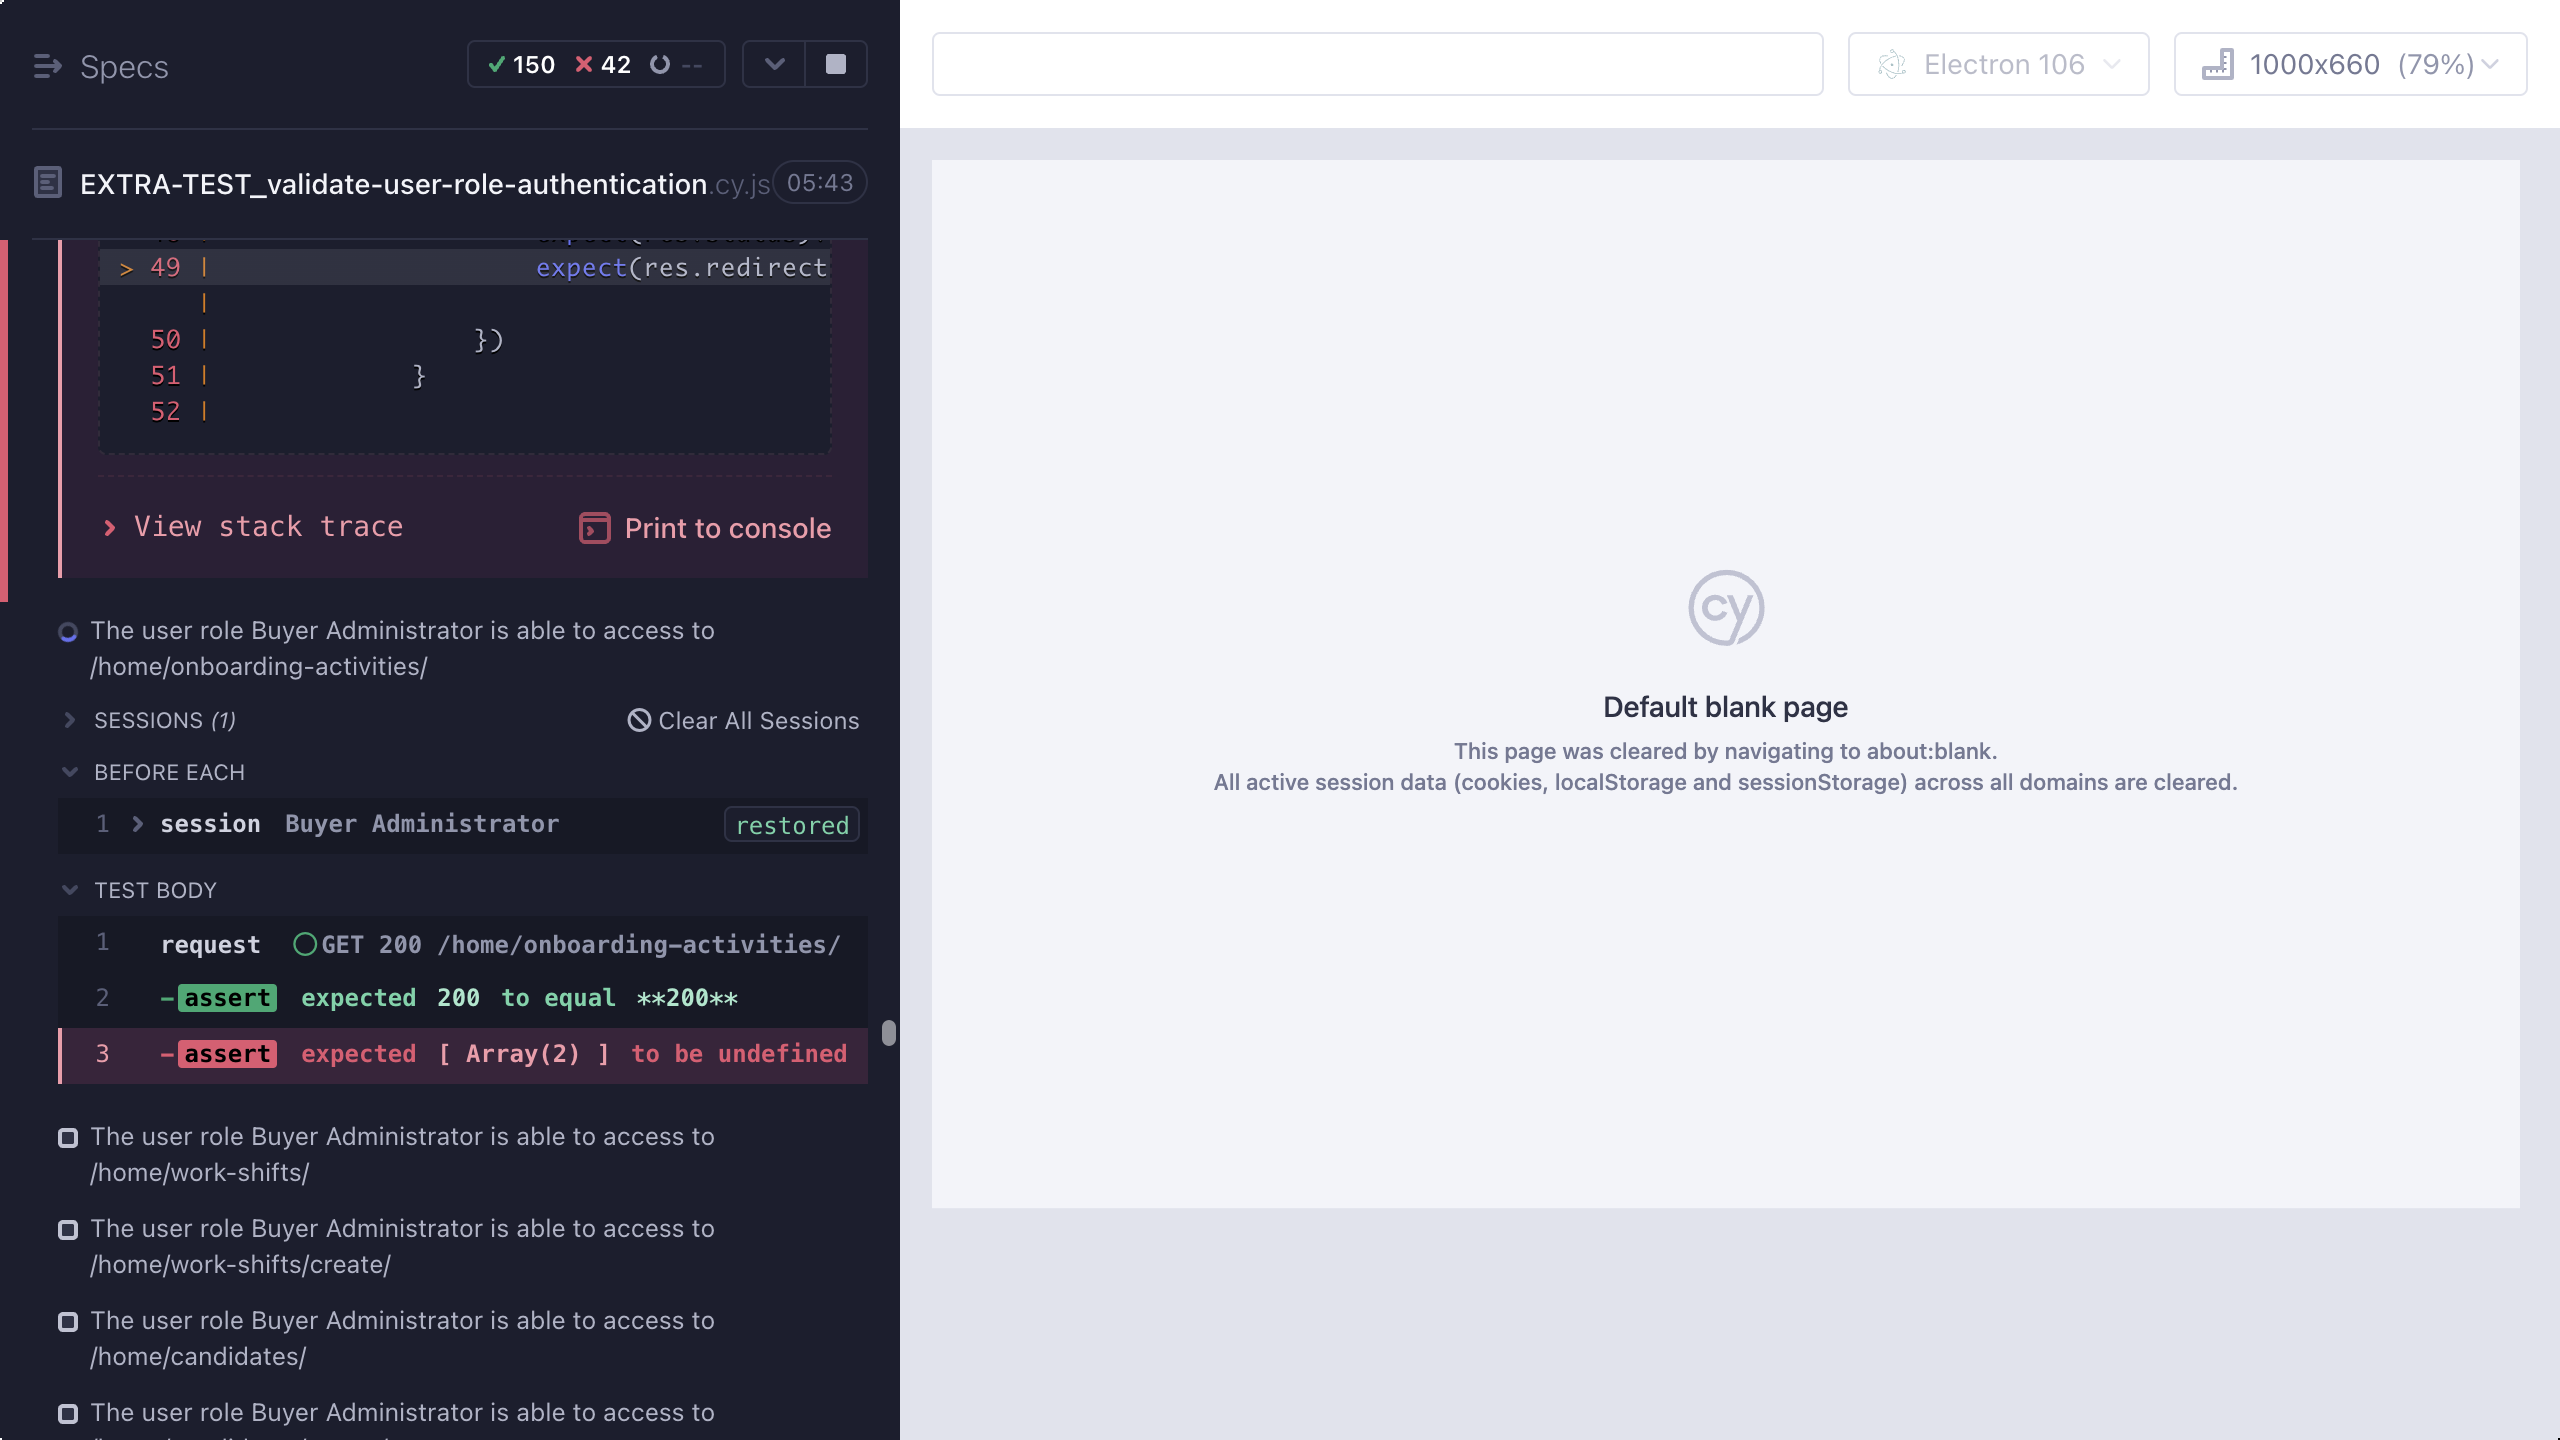 Specs
150 42 --
EXTRA-TEST_validate-user-role-authentication.cy.js 05:43
> 49 | expect(res.redirect
|
50 | })
51 | }
52 |
View stack trace
Print to console
The user role Buyer Administrator is able to access to
/home/onboarding-activities/
SESSIONS (1)
Clear All Sessions
BEFORE EACH
1 session Buyer Administrator restored
TEST BODY
1 request GET 200 /home/onboarding-activities/
2 -assert expected 200 to equal **200**
3 -assert expected [ Array(2) ] to be undefined
The user role Buyer Administrator is able to access to
/home/work-shifts/
The user role Buyer Administrator is able to access to
/home/work-shifts/create/
The user role Buyer Administrator is able to access to
/home/candidates/
The user role Buyer Administrator is able to access to
Electron 106
1000x660 (79%)
cy
Default blank page
This page was cleared by navigating to about:blank.
All active session data (cookies, localStorage and sessionStorage) across all domains are cleared.